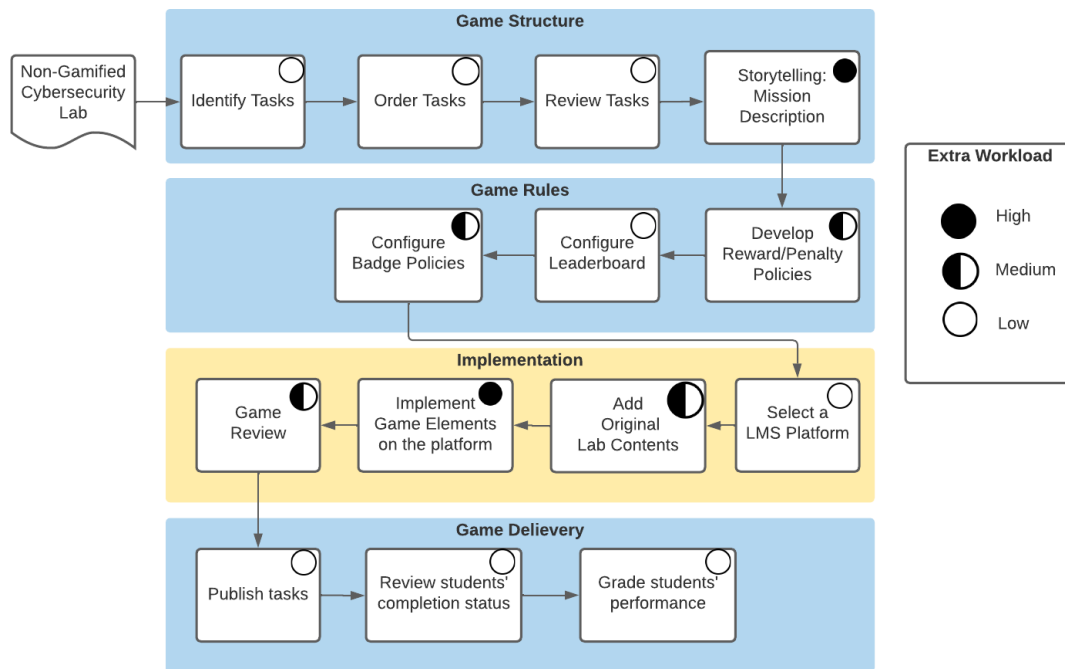 Game Structure
Non-Gamified
Cybersecurity
Lab
Identify Tasks
Order Tasks
Review Tasks
Storytelling:
Mission
Description
Extra Workload
High
Medium
Low
Game Rules
Configure
Badge Policies
Configure
Leaderboard
Develop
Reward/Penalty
Policies
Implementation
Game
Review
Implement
Game Elements
on the platform
Add
Original
Lab Contents
Select a
LMS Platform
Game Delievery
Publish tasks
Review students'
completion status
Grade students'
performance